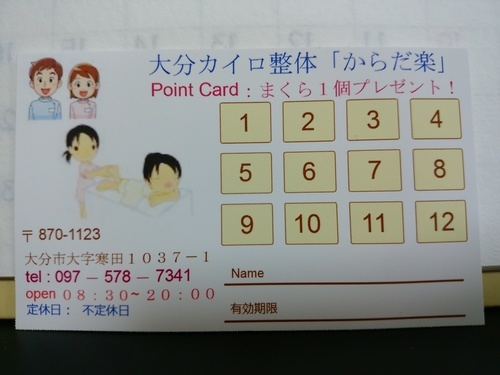 大分カイロ整体「からだ楽」
Point Card：まくら１個プレゼント！
1 2 3 4
5 6 7 8
9 10 11 12
〒870-1123
大分市大字寒田１０３７－１
tel : 097 － 578 － 7341
open ０８：３０~２０：００
定休日： 不定休日
Name
有効期限